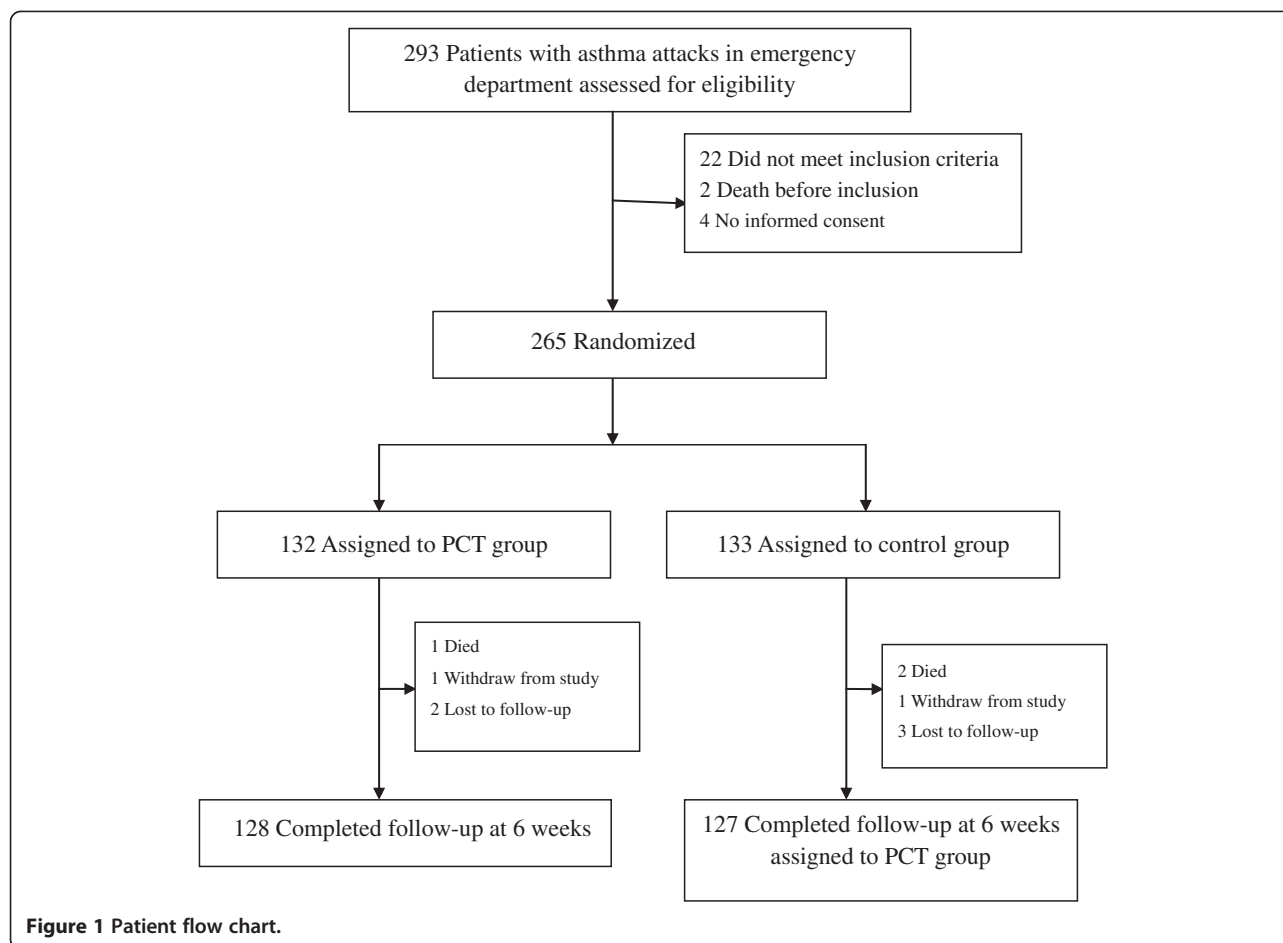 293 Patients with asthma attacks in emergency
department assessed for eligibility
22 Did not meet inclusion criteria
2 Death before inclusion
4 No informed consent
265 Randomized
132 Assigned to PCT group
133 Assigned to control group
1 Died
1 Withdraw from study
2 Lost to follow-up
2 Died
1 Withdraw from study
3 Lost to follow-up
128 Completed follow-up at 6 weeks
127 Completed follow-up at 6 weeks
assigned to PCT group
Figure 1 Patient flow chart.